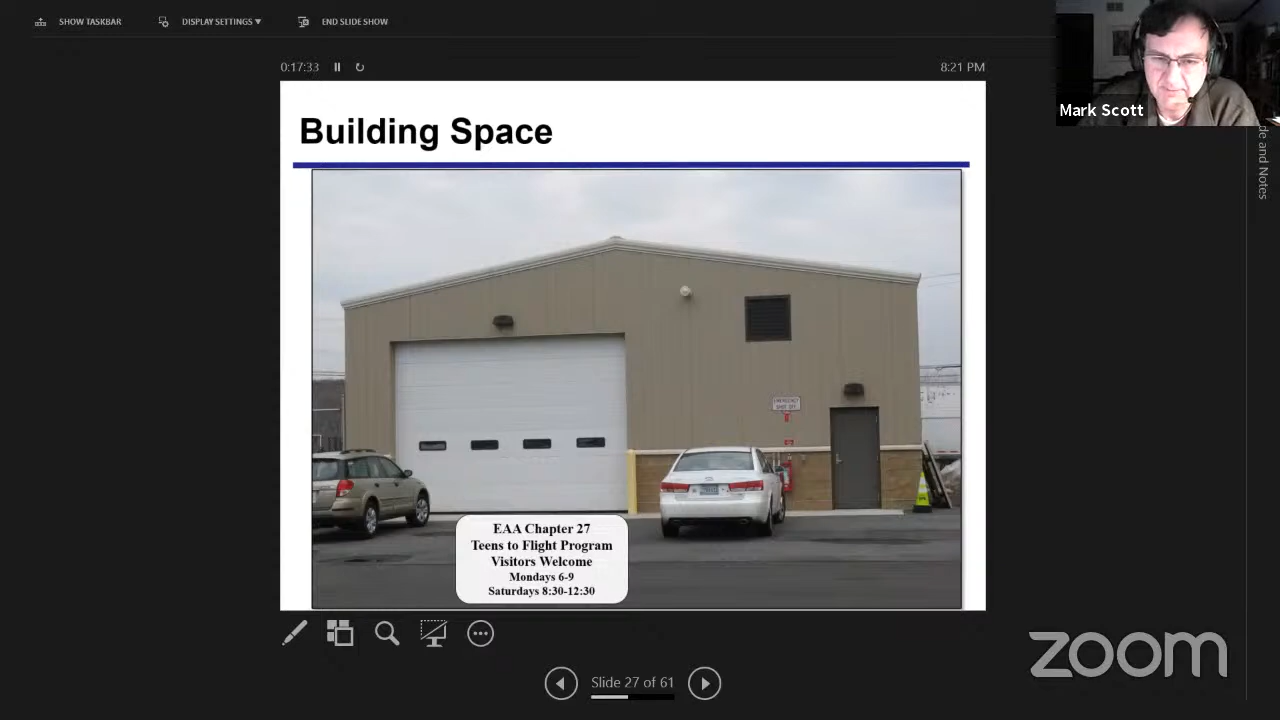 SHOW TASKBAR
DISPLAY SETTINGS
END SLIDE SHOW
0:17:33
8:21 PM
Mark Scott
de and Notes
Building Space
EMERGENCY
SHUT OFF
EAA Chapter 27
Teens to Flight Program
Visitors Welcome
Mondays 6-9
Saturdays 8:30-12:30
Slide 27 of 61
zoom